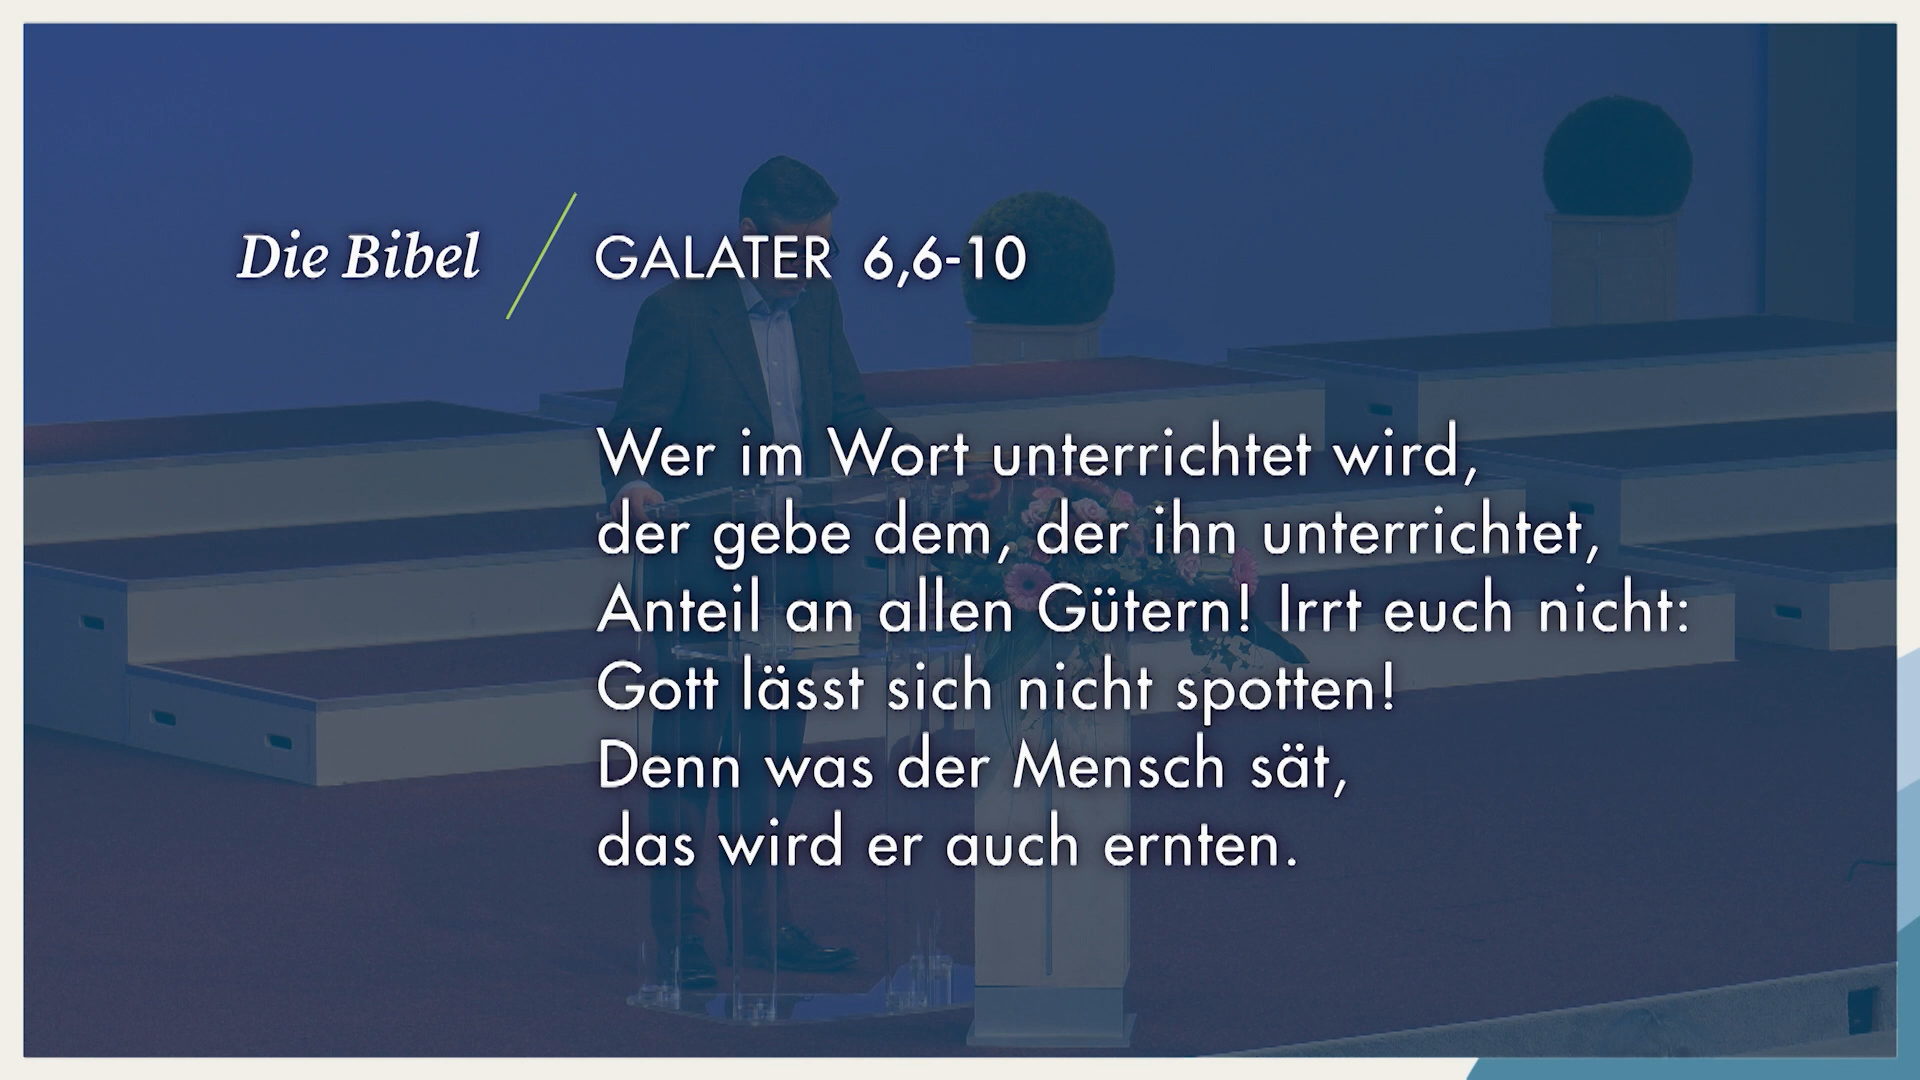 Die Bibel / GALATER 6,6-10
Wer im Wort unterrichtet wird,
der gebe dem, der ihn unterrichtet,
Anteil an allen Gütern! Irrt euch nicht:
Gott lässt sich nicht spotten!
Denn was der Mensch sät,
das wird er auch ernten.